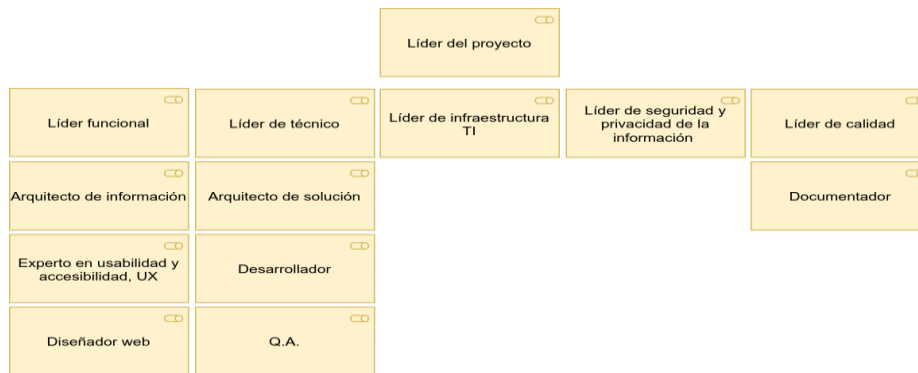 Líder del proyecto
Líder funcional
Líder de técnico
Líder de infraestructura
TI
Líder de seguridad y
privacidad de la
información
Líder de calidad
Arquitecto de información
Arquitecto de solución
Documentador
Experto en usabilidad y
accesibilidad, UX
Desarrollador
Diseñador web
Q.A.